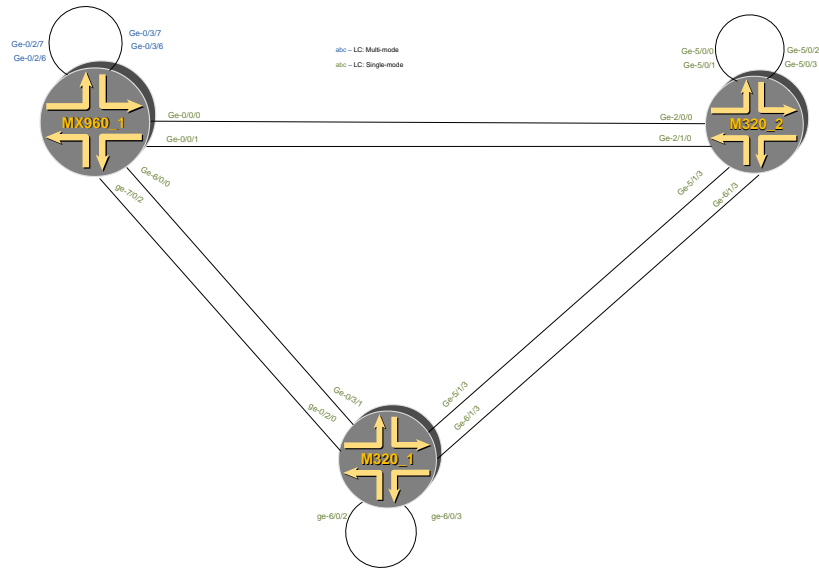 Ge-0/3/7
Ge-0/2/7
Ge-0/3/6
Ge-0/2/6
abc – LC: Multi-mode
abc – LC: Single-mode
Ge-5/0/0
Ge-5/0/2
Ge-5/0/1
Ge-5/0/3
MX960_1
Ge-0/0/0
Ge-2/0/0
M320_2
Ge-0/0/1
Ge-2/1/0
Ge-6/0/0
ge-7/0/2
Ge-5/1/3
Ge-6/1/3
Ge-0/3/1
ge-0/2/0
Ge-5/1/3
Ge-6/1/3
M320_1
ge-6/0/2
ge-6/0/3